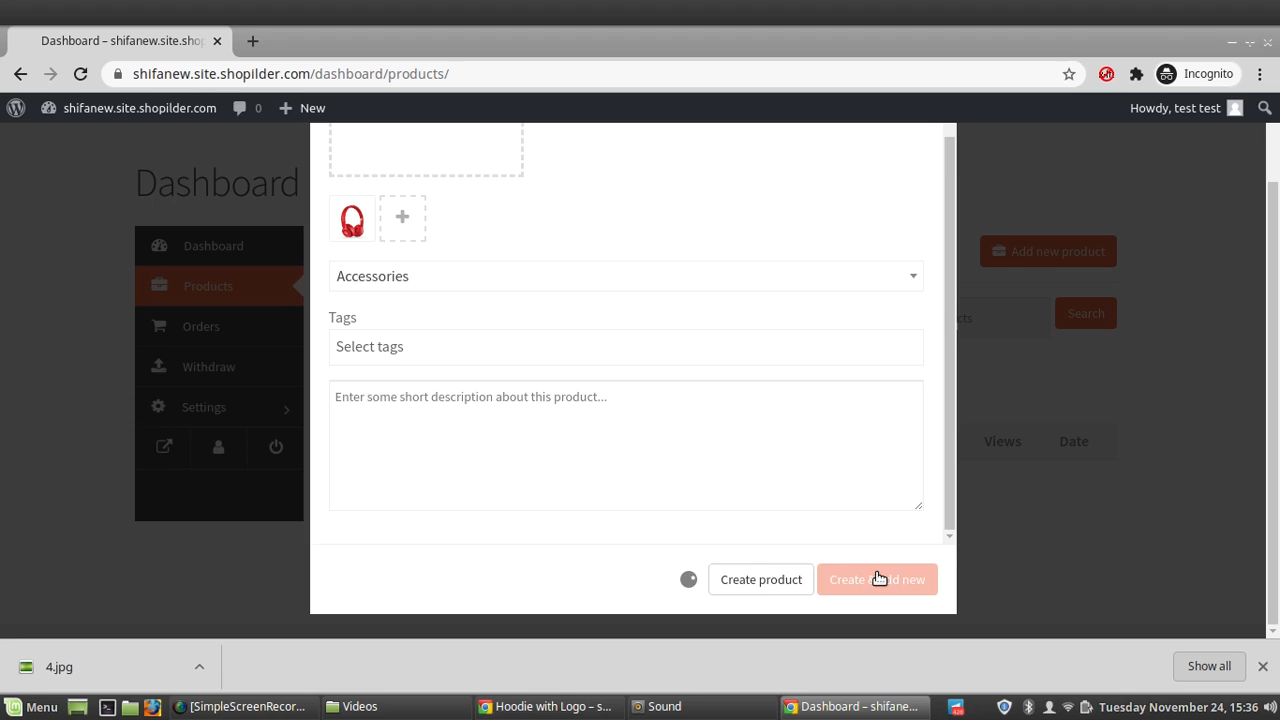 Dashboard – shifanew.site.shop
shifanew.site.shopilder.com/dashboard/products/
Incognito
shifanew.site.shopilder.com
0
New
Howdy, test test
Dashboard
Dashboard
Products
Orders
Withdraw
Settings
Add new product
Search
Views
Date
Accessories
Tags
Select tags
Enter some short description about this product...
Create product
Create new
4.jpg
Show all
Menu
[SimpleScreenRecor...
Videos
Hoodie with Logo – s...
Sound
Dashboard – shifane...
Tuesday November 24, 15:36